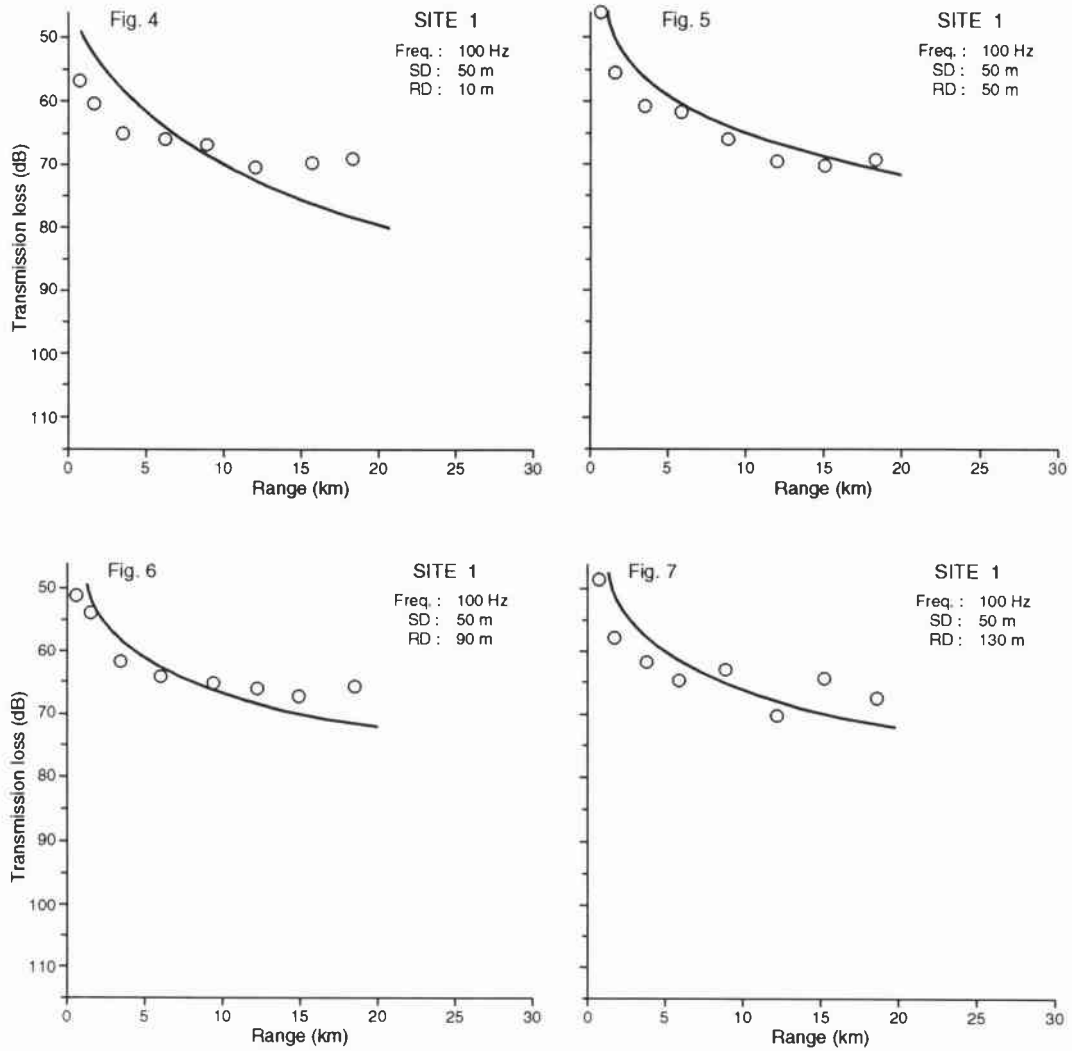 Fig. 4
SITE 1
Freq. : 100 Hz
SD : 50 m
RD : 10 m
50
60
70
80
90
100
110
Transmission loss (dB)
0 5 10 15 20 25 30
Range (km)
Fig. 5
SITE 1
Freq. : 100 Hz
SD : 50 m
RD : 50 m
0 5 10 15 20 25 30
Range (km)
Fig. 6
SITE 1
Freq. : 100 Hz
SD : 50 m
RD : 90 m
50
60
70
80
90
100
110
Transmission loss (dB)
0 5 10 15 20 25 30
Range (km)
Fig. 7
SITE 1
Freq. : 100 Hz
SD : 50 m
RD : 130 m
0 5 10 15 20 25 30
Range (km)